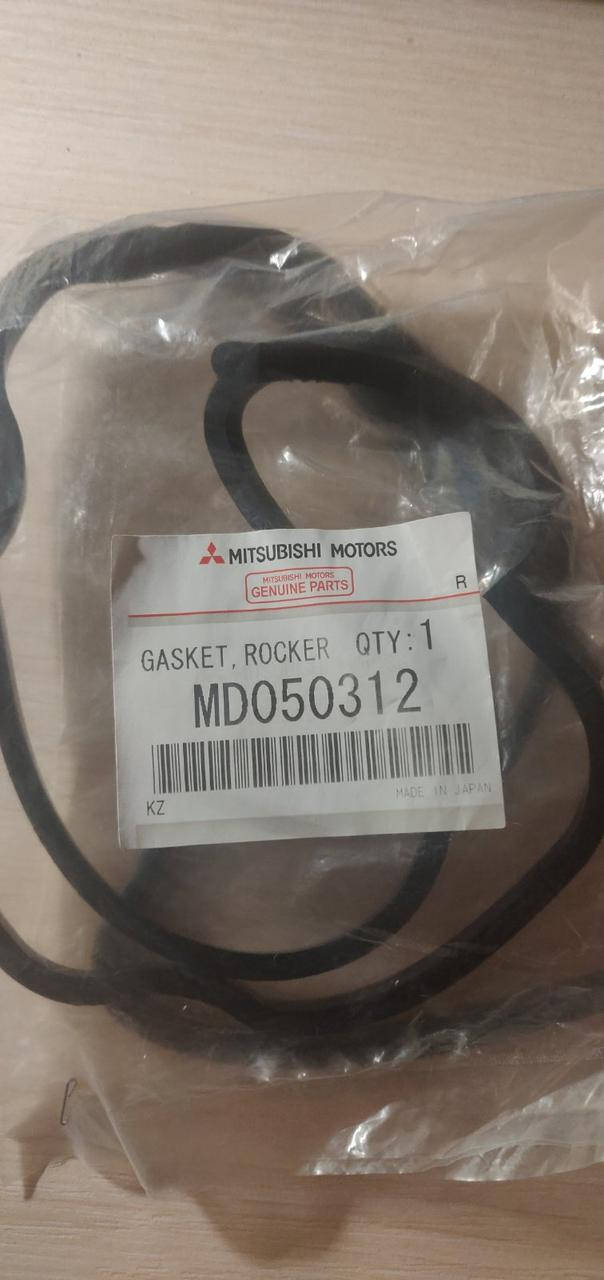 MITSUBISHI MOTORS
MITSUBISHI MOTORS
GENUINE PARTS
R
GASKET, ROCKER QTY: 1
MD050312
KZ
MADE IN JAPAN